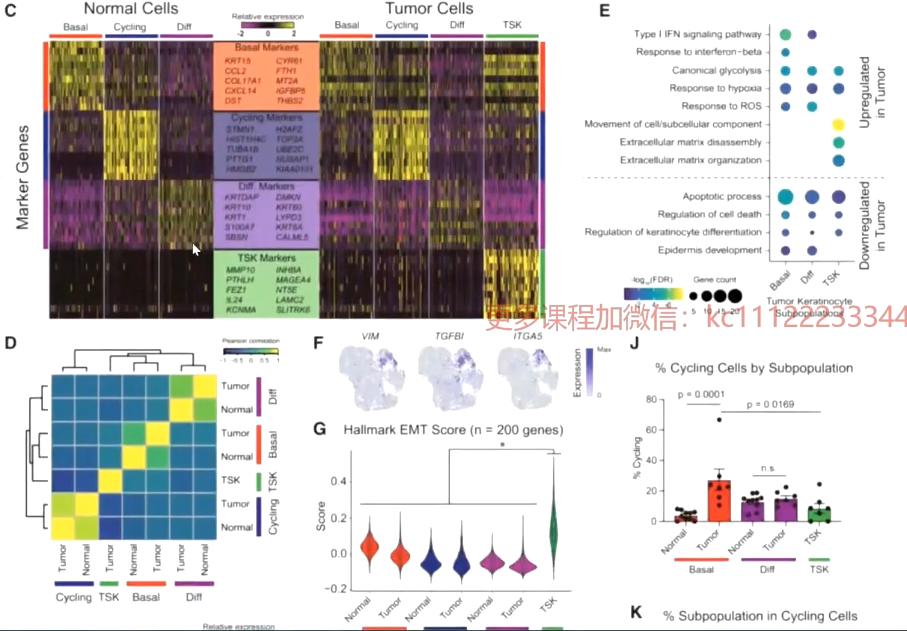 C
Normal Cells
Tumor Cells
Relative expression
-2 0 2
Basal Cycling Diff
Basal Cycling Diff TSK
Marker Genes
Basal Markers
KRT15 CYR61
CCL2 FTH1
COL17A1 MT2A
CXCL14 IGFBP5
DST THBS2
Cycling Markers
STMN1 H2AFZ
HIST1H4C TOP2A
TUBA1B UBE2C
PTTG1 NUSAP1
HMGB2 KIAA0101
Diff. Markers
KRTDAP DMKN
KRT10 KRT6B
KRT1 LYPD3
S100A7 KRT6A
SBSN CALML5
TSK Markers
MMP10 INHBA
PTHLH MAGEA4
FEZ1 NT5E
IL24 LAMC2
KCNMA SLITRK6
E
Type I IFN signaling pathway
Response to interferon-beta
Canonical glycolysis
Response to hypoxia
Response to ROS
Movement of cell/subcellular component
Extracellular matrix disassembly
Extracellular matrix organization
Upregulated
in Tumor
Apoptotic process
Regulation of cell death
Regulation of keratinocyte differentiation
Epidermis development
Downregulated
in Tumor
Basal
Diff
TSK
Tumor Keratinocyte
Subpopulations
-log₁₀(FDR)
Gene count
5 10 15 20
更多课程加微信：kc11122233344
D
Pearson correlation
-1 -0.5 0 0.5 1
Tumor
Normal
Diff
Tumor
Normal
Basal
TSK
TSK
Tumor
Normal
Cycling
Tumor
Normal
TSK
Normal
Tumor
Tumor
Normal
Cycling TSK Basal Diff
Relative expression
F
VIM
TGFBI
ITGA5
Expression
Max
0
G
Hallmark EMT Score (n = 200 genes)
*
Score
0.4
0.2
0.0
−0.2
Normal
Tumor
Normal
Tumor
Normal
Tumor
TSK
J
% Cycling Cells by Subpopulation
p = 0.0001
p = 0.0169
n.s.
% Cycling
80
60
40
20
0
Normal
Tumor
Normal
Tumor
TSK
Basal
Diff
TSK
K
% Subpopulation in Cycling Cells